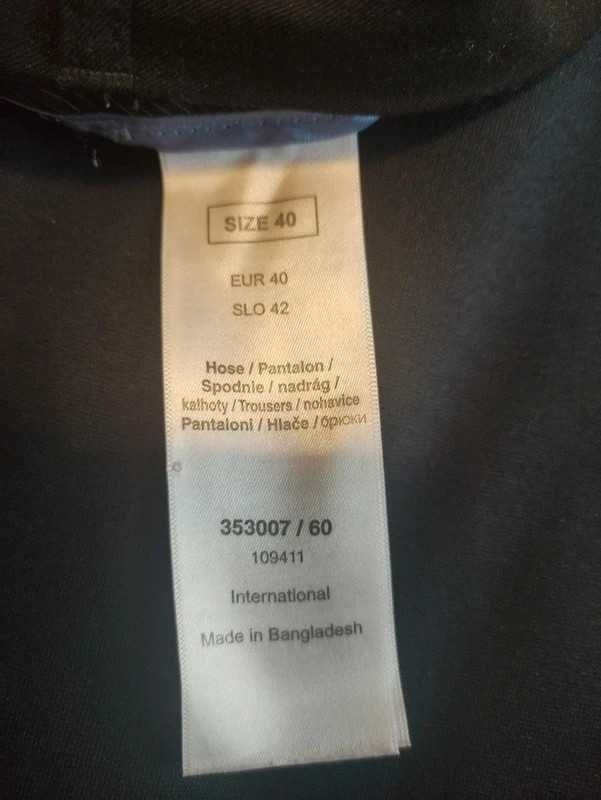 SIZE 40
EUR 40
SLO 42
Hose / Pantalon /
Spodnie / nadrág /
kalhoty / Trousers / nohavice
Pantaloni / Hlače / брюки
353007 / 60
109411
International
Made in Bangladesh